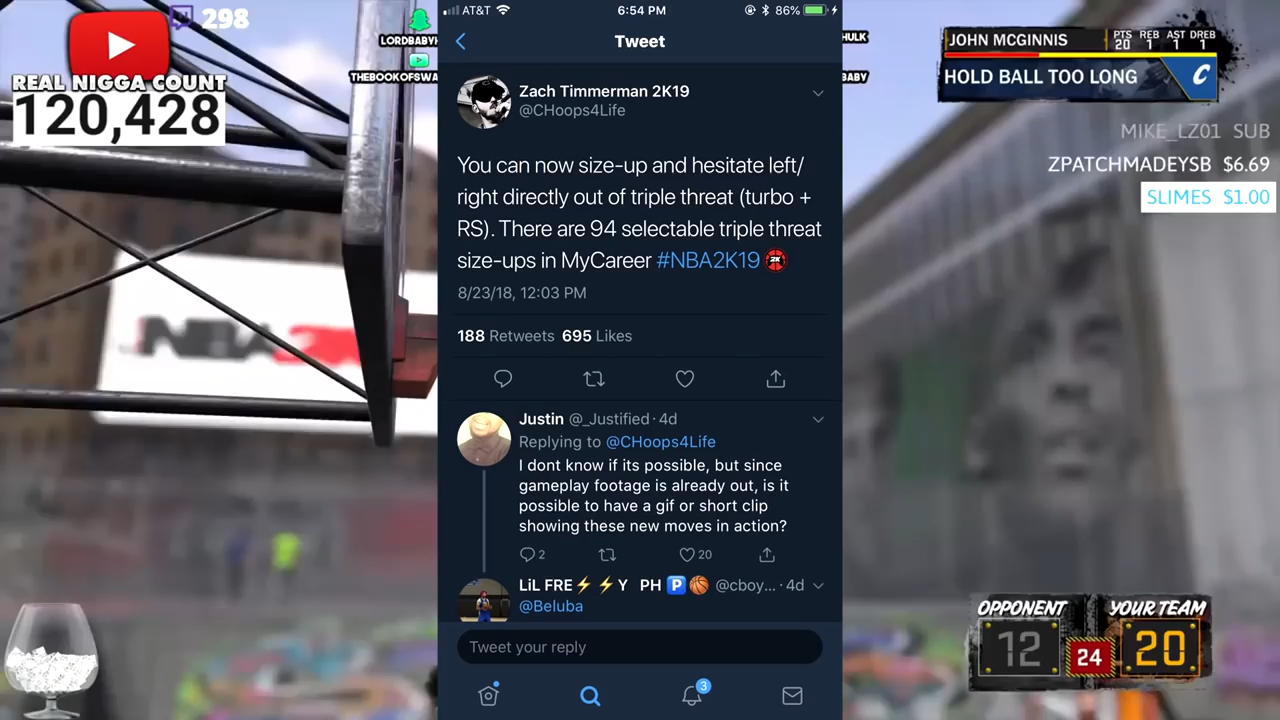 298
REAL NIGGA COUNT
120,428
LORDBABYH
THEBOOKOFSWA
AT&T
6:54 PM
86%
Tweet
Zach Timmerman 2K19
@CHoops4Life
You can now size-up and hesitate left/
right directly out of triple threat (turbo +
RS). There are 94 selectable triple threat
size-ups in MyCareer #NBA2K19
8/23/18, 12:03 PM
188 Retweets 695 Likes
Justin @_Justified · 4d
Replying to @CHoops4Life
I dont know if its possible, but since
gameplay footage is already out, is it
possible to have a gif or short clip
showing these new moves in action?
2
20
LiL FRE⚡⚡Y PH🅿🏀 @cboy... · 4d
@Beluba
Tweet your reply
3
HULK
BABY
JOHN MCGINNIS
PTS REB AST DREB
20 1 1 1
HOLD BALL TOO LONG
C
MIKE_LZ01 SUB
ZPATCHMADEYSB $6.69
SLIMES $1.00
NBA 2K
OPPONENT
YOUR TEAM
12
24
20